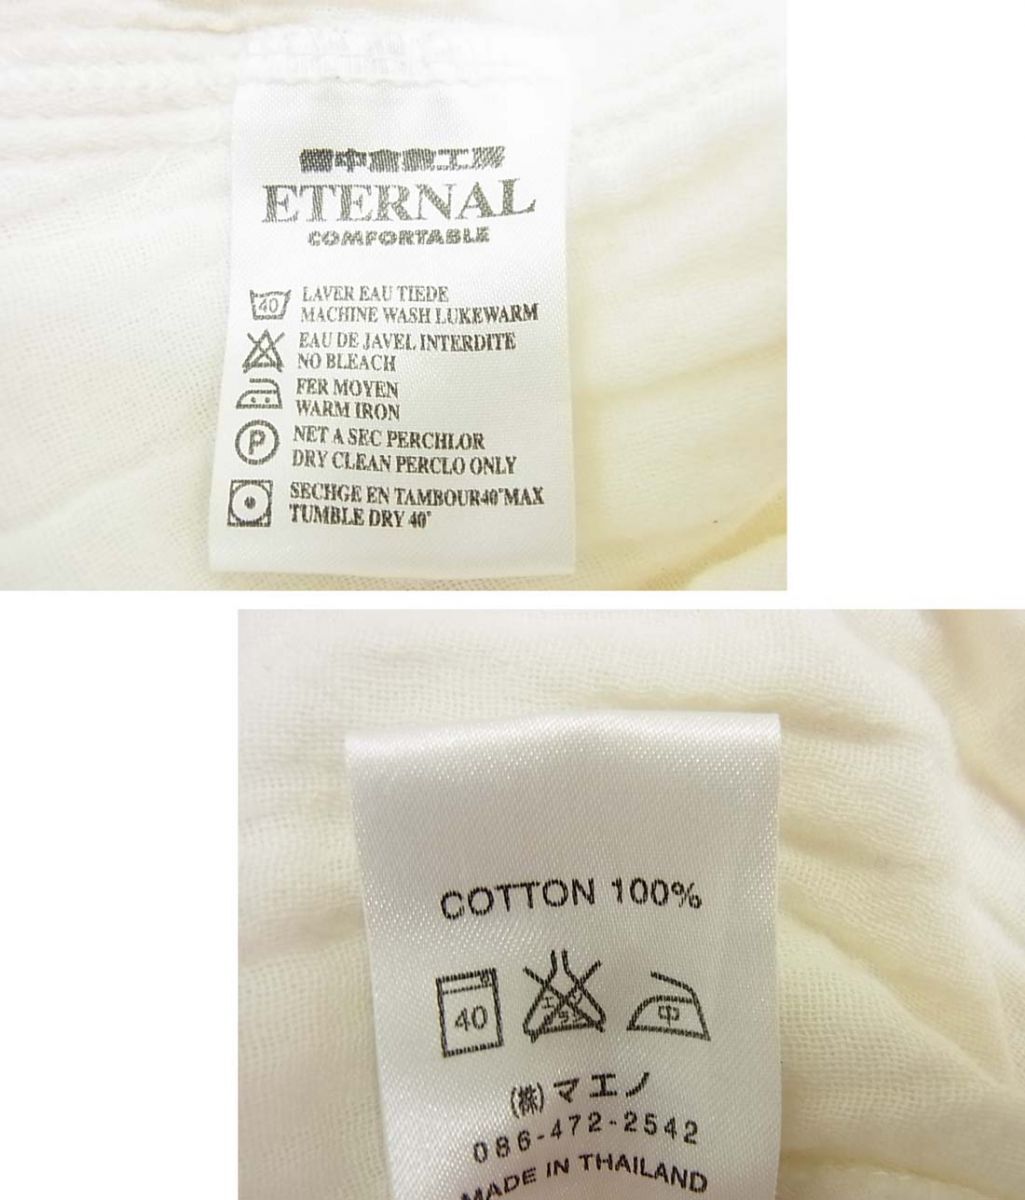 ETERNAL
COMFORTABLE
40 LAVER EAU TIEDE
MACHINE WASH LUKEWARM
EAU DE JAVEL INTERDITE
NO BLEACH
FER MOYEN
WARM IRON
P NET A SEC PERCHLOR
DRY CLEAN PERCLO ONLY
SECHGE EN TAMBOUR40°MAX
TUMBLE DRY 40°
COTTON 100%
40 中
(株)マエノ
086-472-2542
MADE IN THAILAND